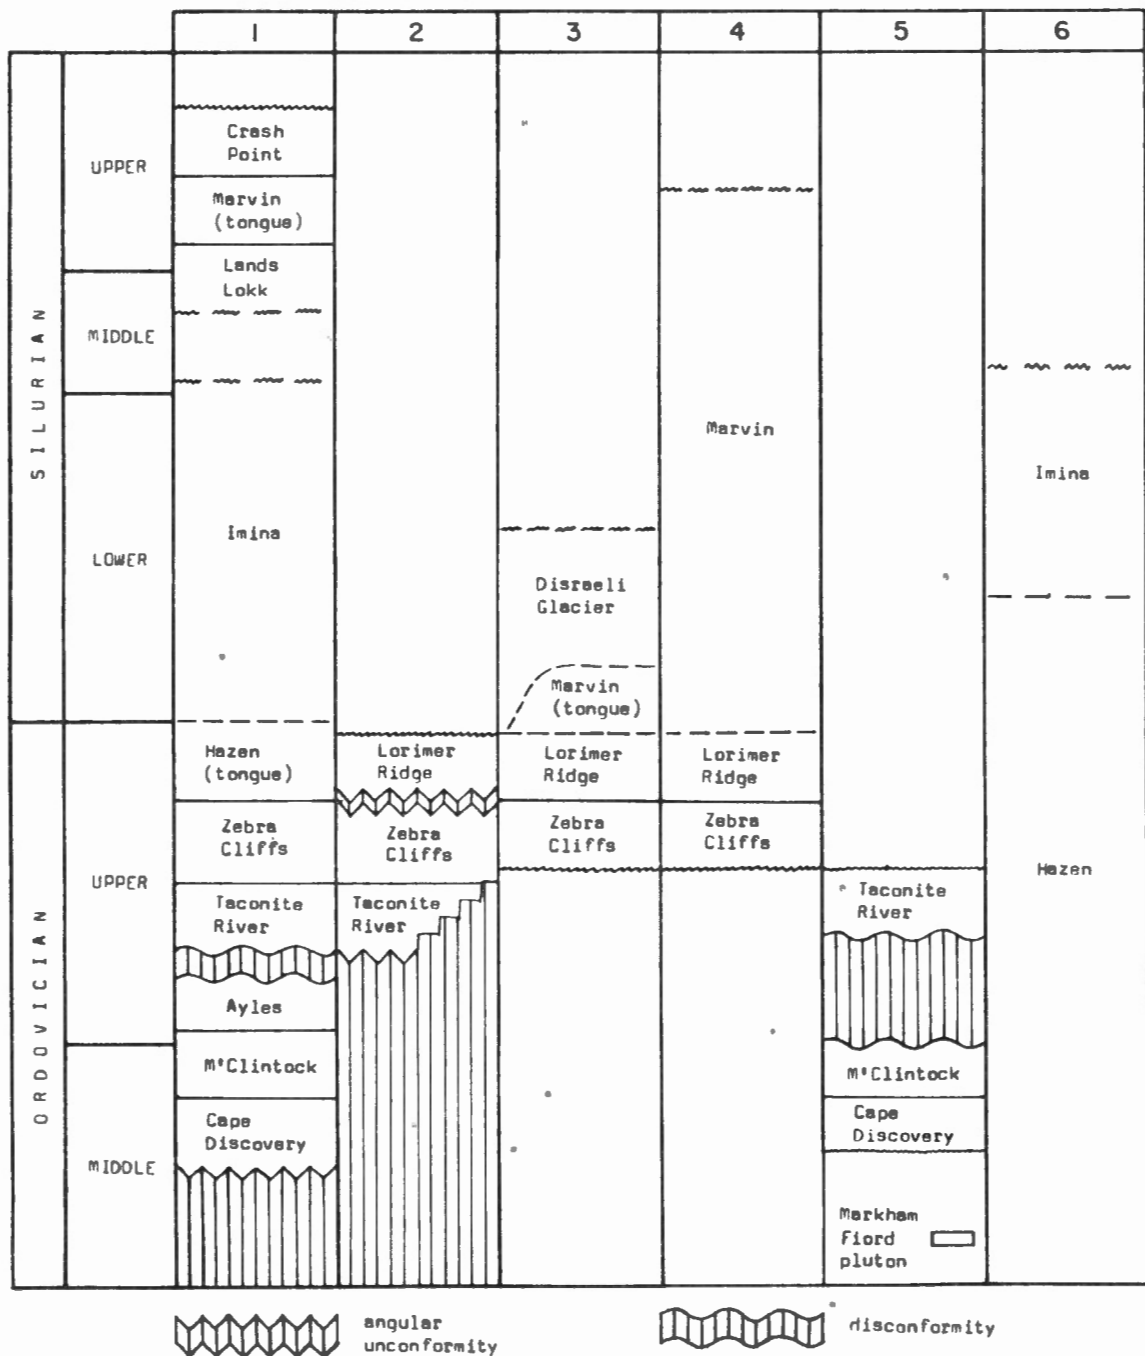 1 2 3 4 5 6
SILURIAN
UPPER
MIDDLE
LOWER
ORDOVICIAN
UPPER
MIDDLE
Crash
Point
Marvin
(tongue)
Lands
Lokk
Imina
Hazen
(tongue)
Zebra
Cliffs
Taconite
River
Ayles
M'Clintock
Cape
Discovery
Lorimer
Ridge
Zebra
Cliffs
Taconite
River
Disraeli
Glacier
Marvin
(tongue)
Lorimer
Ridge
Zebra
Cliffs
Marvin
Lorimer
Ridge
Zebra
Cliffs
Taconite
River
M'Clintock
Cape
Discovery
Markham
Fiord
pluton
Imina
Hazen
angular
unconformity
disconformity